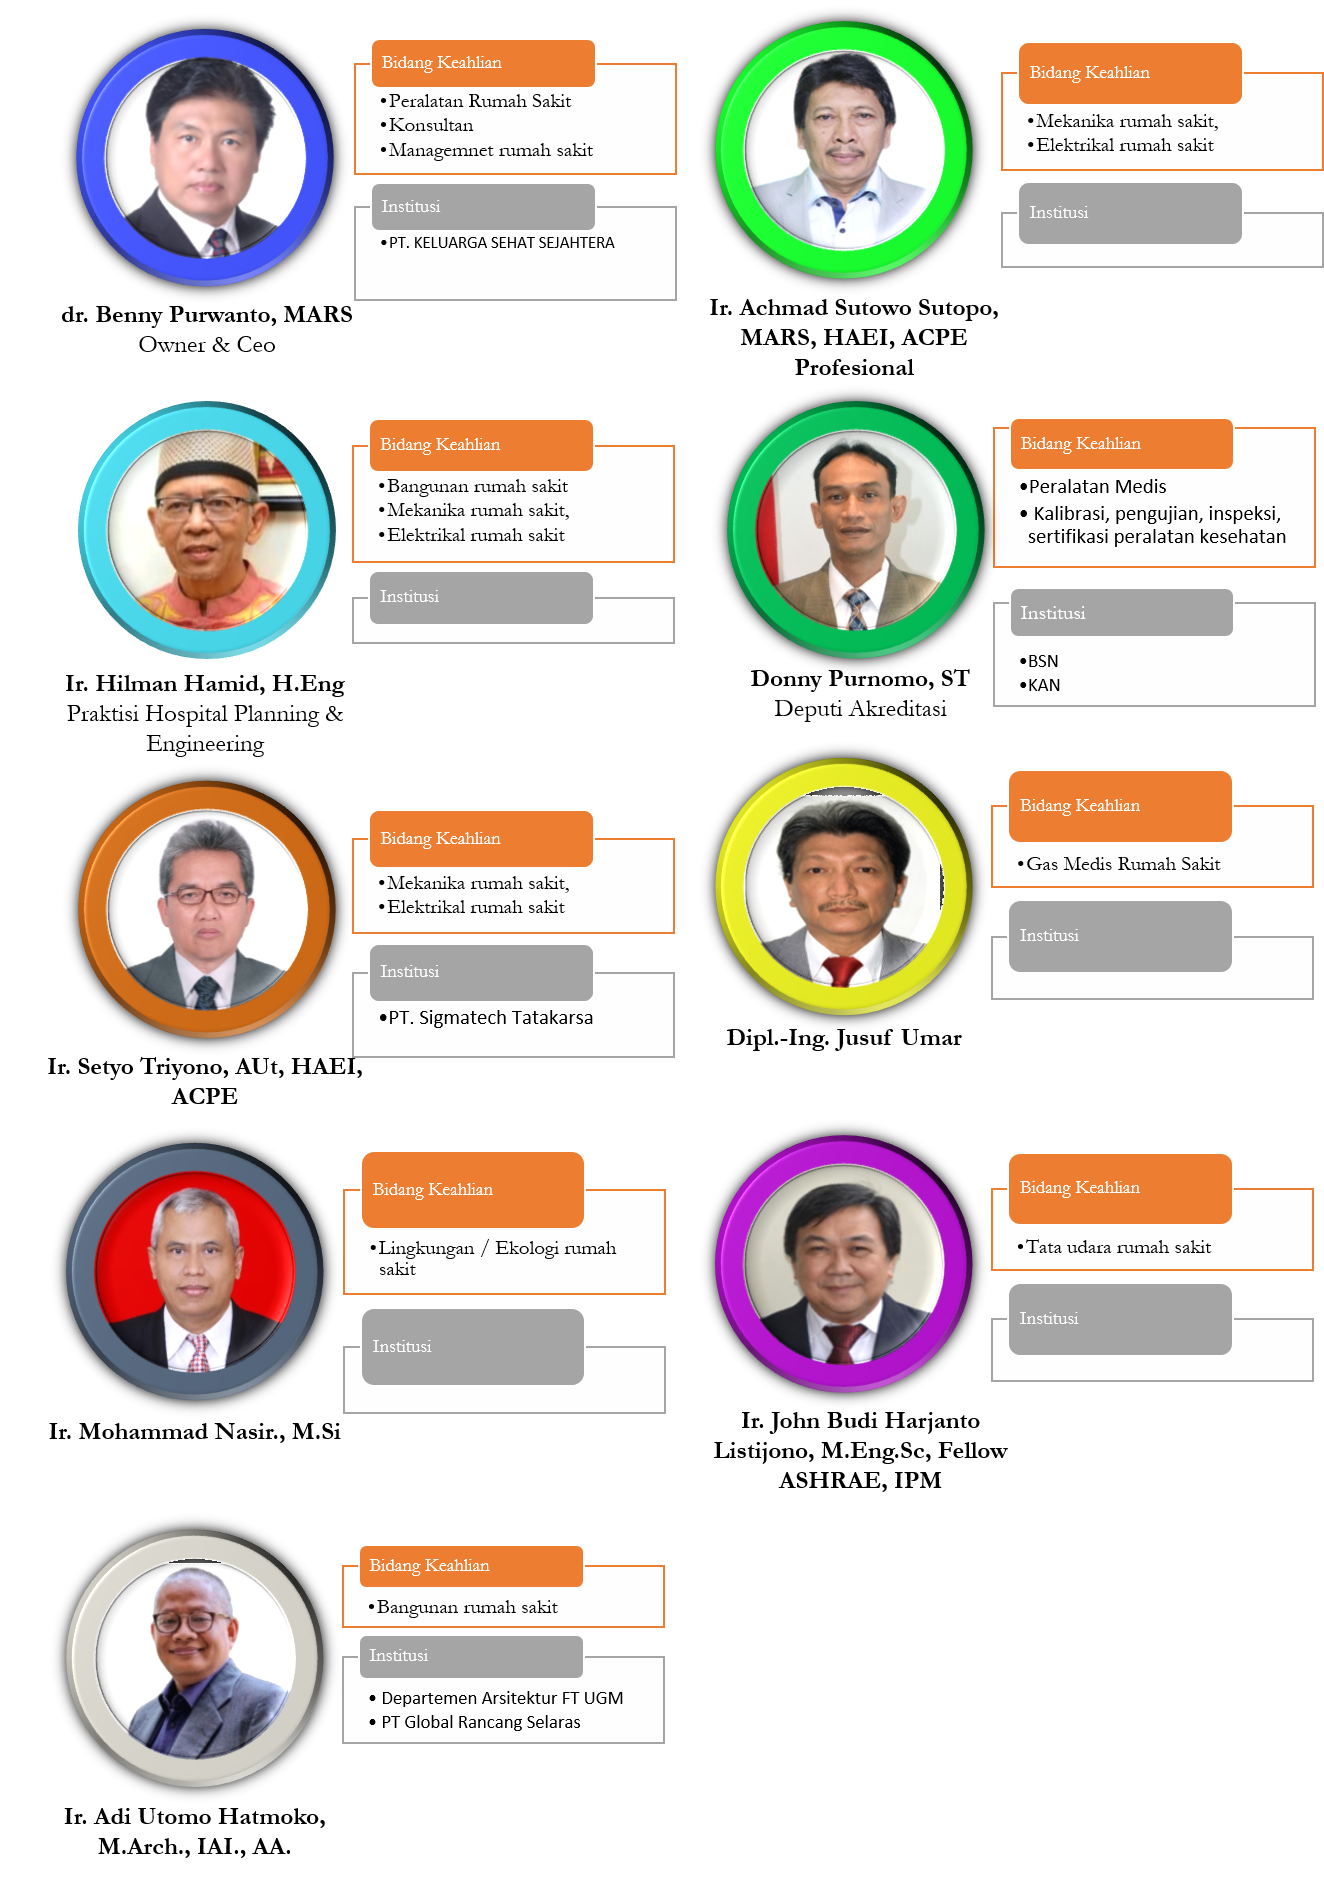 Bidang Keahlian
•Peralatan Rumah Sakit
•Konsultan
•Managemnet rumah sakit
Institusi
•PT. KELUARGA SEHAT SEJAHTERA
dr. Benny Purwanto, MARS
Owner & Ceo
Bidang Keahlian
•Mekanika rumah sakit,
•Elektrikal rumah sakit
Institusi
Ir. Achmad Sutowo Sutopo,
MARS, HAEI, ACPE
Profesional
Bidang Keahlian
•Bangunan rumah sakit
•Mekanika rumah sakit,
•Elektrikal rumah sakit
Institusi
Ir. Hilman Hamid, H.Eng
Praktisi Hospital Planning &
Engineering
Bidang Keahlian
•Peralatan Medis
• Kalibrasi, pengujian, inspeksi,
sertifikasi peralatan kesehatan
Institusi
•BSN
•KAN
Donny Purnomo, ST
Deputi Akreditasi
Bidang Keahlian
•Mekanika rumah sakit,
•Elektrikal rumah sakit
Institusi
•PT. Sigmatech Tatakarsa
Ir. Setyo Triyono, AUt, HAEI,
ACPE
Bidang Keahlian
•Gas Medis Rumah Sakit
Institusi
Dipl.-Ing. Jusuf Umar
Bidang Keahlian
•Lingkungan / Ekologi rumah
sakit
Institusi
Ir. Mohammad Nasir., M.Si
Bidang Keahlian
•Tata udara rumah sakit
Institusi
Ir. John Budi Harjanto
Listijono, M.Eng.Sc, Fellow
ASHRAE, IPM
Bidang Keahlian
•Bangunan rumah sakit
Institusi
• Departemen Arsitektur FT UGM
• PT Global Rancang Selaras
Ir. Adi Utomo Hatmoko,
M.Arch., IAI., AA.